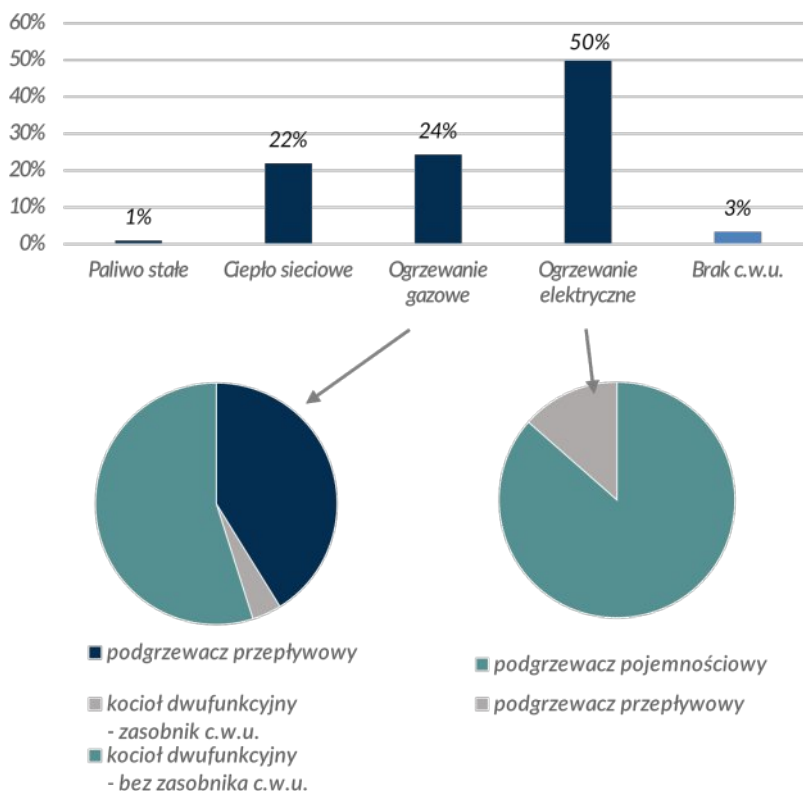 60%
50%
40%
30%
20%
10%
0%
1%
22%
24%
50%
3%
Paliwo stałe
Ciepło sieciowe
Ogrzewanie
gazowe
Ogrzewanie
elektryczne
Brak c.w.u.
podgrzewacz przepływowy
kocioł dwufunkcyjny
- zasobnik c.w.u.
kocioł dwufunkcyjny
- bez zasobnika c.w.u.
podgrzewacz pojemnościowy
podgrzewacz przepływowy